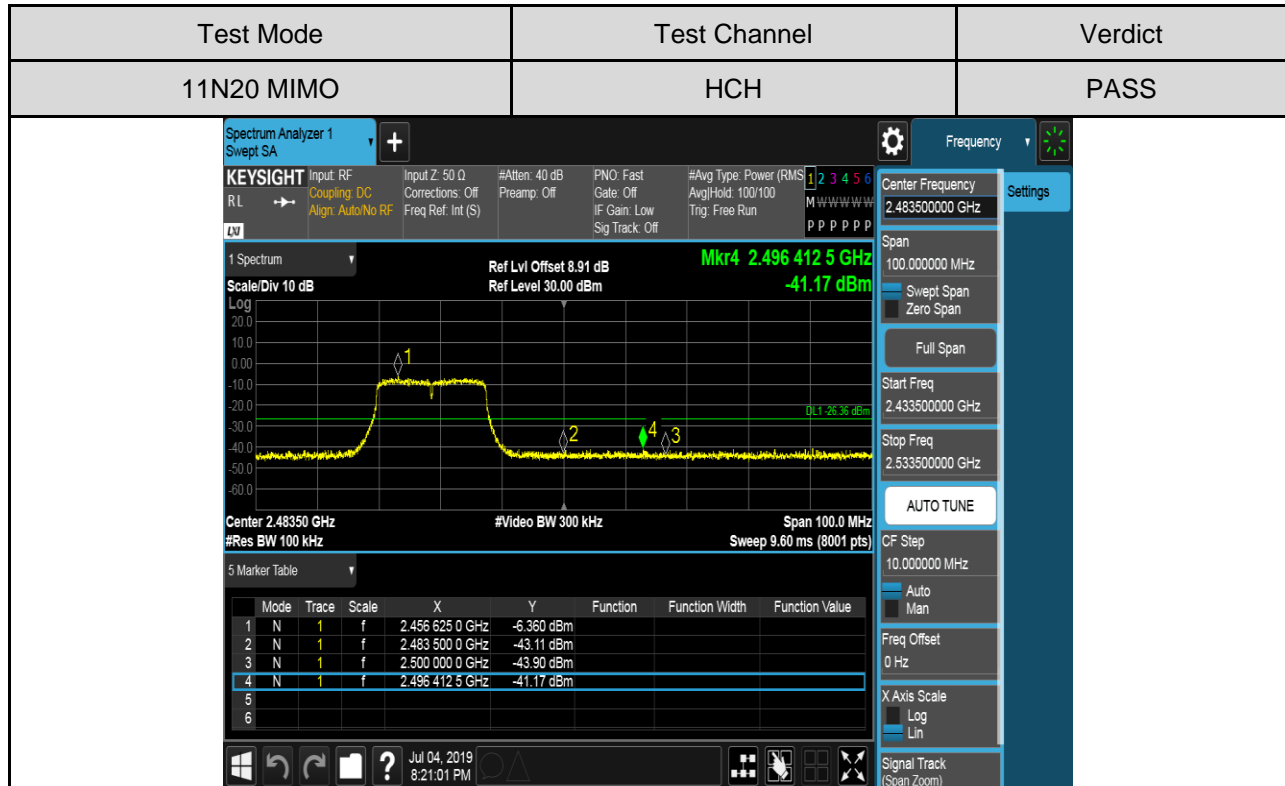 Test Mode Test Channel Verdict
11N20 MIMO HCH PASS
Spectrum Analyzer 1
Swept SA
+
Frequency
KEYSIGHT
RL
LXI
Input: RF
Coupling: DC
Align: Auto/No RF
Input Z: 50 Ω
Corrections: Off
Freq Ref: Int (S)
#Atten: 40 dB
Preamp: Off
PNO: Fast
Gate: Off
IF Gain: Low
Sig Track: Off
#Avg Type: Power (RMS
Avg|Hold: 100/100
Trig: Free Run
1 2 3 4 5 6
M W W W W W
P P P P P P
1 Spectrum
Scale/Div 10 dB
Ref Lvl Offset 8.91 dB
Ref Level 30.00 dBm
Mkr4 2.496 412 5 GHz
-41.17 dBm
Log
20.0
10.0
0.00
-10.0
-20.0
-30.0
-40.0
-50.0
-60.0
1
2
4
3
DL1 -26.36 dBm
Center 2.48350 GHz #Video BW 300 kHz Span 100.0 MHz
#Res BW 100 kHz Sweep 9.60 ms (8001 pts)
5 Marker Table
Mode Trace Scale X Y Function Function Width Function Value
1 N 1 f 2.456 625 0 GHz -6.360 dBm
2 N 1 f 2.483 500 0 GHz -43.11 dBm
3 N 1 f 2.500 000 0 GHz -43.90 dBm
4 N 1 f 2.496 412 5 GHz -41.17 dBm
5
6
?
Jul 04, 2019
8:21:01 PM
Center Frequency
2.483500000 GHz
Settings
Span
100.000000 MHz
Swept Span
Zero Span
Full Span
Start Freq
2.433500000 GHz
Stop Freq
2.533500000 GHz
AUTO TUNE
CF Step
10.000000 MHz
Auto
Man
Freq Offset
0 Hz
X Axis Scale
Log
Lin
Signal Track
(Span Zoom)